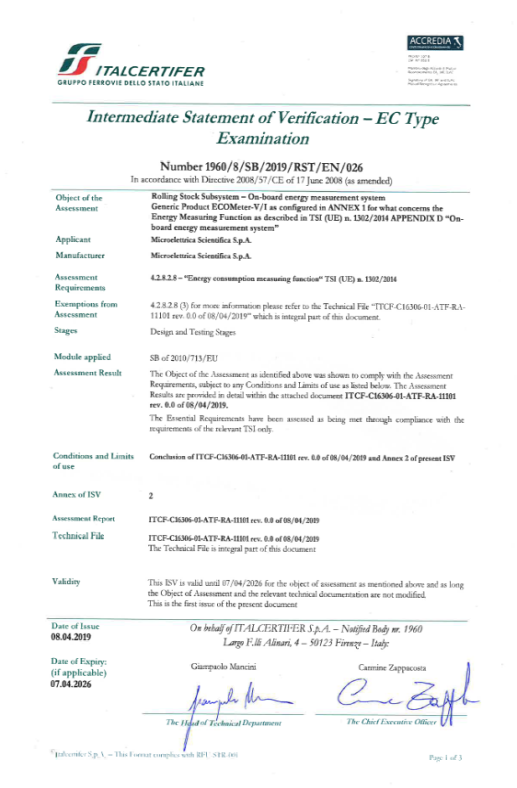 ACCREDIA
ITALCERTIFER
GRUPPO FERROVIE DELLO STATO ITALIANE
Intermediate Statement of Verification – EC Type
Examination
Number 1960/8/SB/2019/RST/EN/026
In accordance with Directive 2008/57/CE of 17 June 2008 (as amended)
Object of the Assessment
Rolling Stock Subsystem – On-board energy measurement system
Generic Product ECOMeter-V/I as configured in ANNEX 1 for what concerns the
Energy Measuring Function as described in TSI (UE) n. 1302/2014 APPENDIX D “On-
board energy measurement system”
Applicant
Microelettrica Scientifica S.p.A.
Manufacturer
Microelettrica Scientifica S.p.A.
Assessment Requirements
4.2.8.2.8 – “Energy consumption measuring function” TSI (UE) n. 1302/2014
Exemptions from Assessment
4.2.8.2.8 (3) for more information please refer to the Technical File “ITCF-C16306-01-ATF-RA-
11101 rev. 0.0 of 08/04/2019” which is integral part of this document.
Stages
Design and Testing Stages
Module applied
SB of 2010/713/EU
Assessment Result
The Object of the Assessment as identified above was shown to comply with the Assessment
Requirements, subject to any Conditions and Limits of use as listed below. The Assessment
Results are provided in detail within the attached document ITCF-C16306-01-ATF-RA-11101
rev. 0.0 of 08/04/2019.
The Essential Requirements have been assessed as being met through compliance with the
requirements of the relevant TSI only.
Conditions and Limits of use
Conclusion of ITCF-C16306-01-ATF-RA-11101 rev. 0.0 of 08/04/2019 and Annex 2 of present ISV
Annex of ISV
2
Assessment Report
ITCF-C16306-01-ATF-RA-11101 rev. 0.0 of 08/04/2019
Technical File
ITCF-C16306-01-ATF-RA-11101 rev. 0.0 of 08/04/2019
The Technical File is integral part of this document
Validity
This ISV is valid until 07/04/2026 for the object of assessment as mentioned above and as long
the Object of Assessment and the relevant technical documentation are not modified.
This is the first issue of the present document
Date of Issue
08.04.2019
On behalf of ITALCERTIFER S.p.A. – Notified Body nr. 1960
Largo F.lli Alinari, 4 – 50123 Firenze – Italy
Date of Expiry:
(if applicable)
07.04.2026
Giampaolo Mancini
Carmine Zappacosta
The Head of Technical Department
The Chief Executive Officer
© Italcertifer S.p.A. – This Format complies with RFU-STR-001
Page 1 of 3